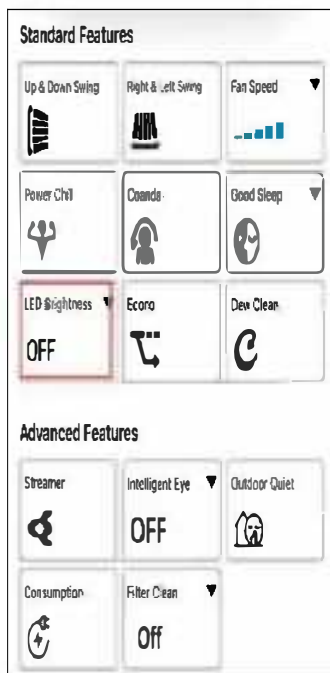 Standard Features
Up & Down Swing
Right & Left Swing
Fan Speed
Power Chill
Coanda
Good Sleep
LED Brightness
OFF
Econo
Dew Clean
Advanced Features
Streamer
Intelligent Eye
OFF
Outdoor Quiet
Consumption
Filter Clean
Off